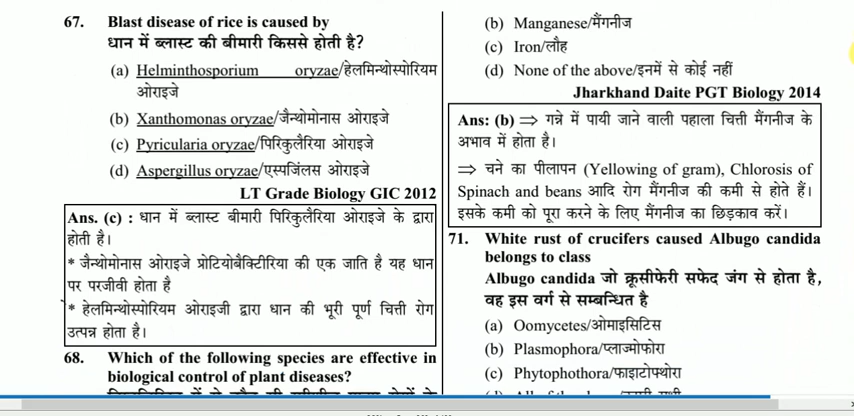 67. Blast disease of rice is caused by
धान में ब्लास्ट की बीमारी किससे होती है?
(a) Helminthosporium oryzae/हेलमिन्थोस्पोरियम
ओराइजे
(b) Xanthomonas oryzae/जैन्थोमोनास ओराइजे
(c) Pyricularia oryzae/पिरिकुलैरिया ओराइजे
(d) Aspergillus oryzae/एस्पर्जिलस ओराइजे
LT Grade Biology GIC 2012
Ans. (c) : धान में ब्लास्ट बीमारी पिरिकुलैरिया ओराइजे के द्वारा
होती है।
* जैन्थोमोनास ओराइजे प्रोटियोबैक्टीरिया की एक जाति है यह धान
पर परजीवी होता है
* हेलमिन्थोस्पोरियम ओराइजी द्वारा धान की भूरी पूर्ण चित्ती रोग
उत्पन्न होता है।
68. Which of the following species are effective in
biological control of plant diseases?
(b) Manganese/मैंगनीज
(c) Iron/लौह
(d) None of the above/इनमें से कोई नहीं
Jharkhand Daite PGT Biology 2014
Ans: (b) ⇒ गन्ने में पायी जाने वाली पहाला चित्ती मैंगनीज के
अभाव में होता है।
⇒ चने का पीलापन (Yellowing of gram), Chlorosis of
Spinach and beans आदि रोग मैंगनीज की कमी से होते हैं।
इसके कमी को पूरा करने के लिए मैंगनीज का छिड़काव करें।
71. White rust of crucifers caused Albugo candida
belongs to class
Albugo candida जो क्रूसीफेरी सफेद जंग से होता है,
वह इस वर्ग से सम्बन्धित है
(a) Oomycetes/ओमाइसिटिस
(b) Plasmophora/प्लाज्मोफोरा
(c) Phytophothora/फाइटोफ्थोरा